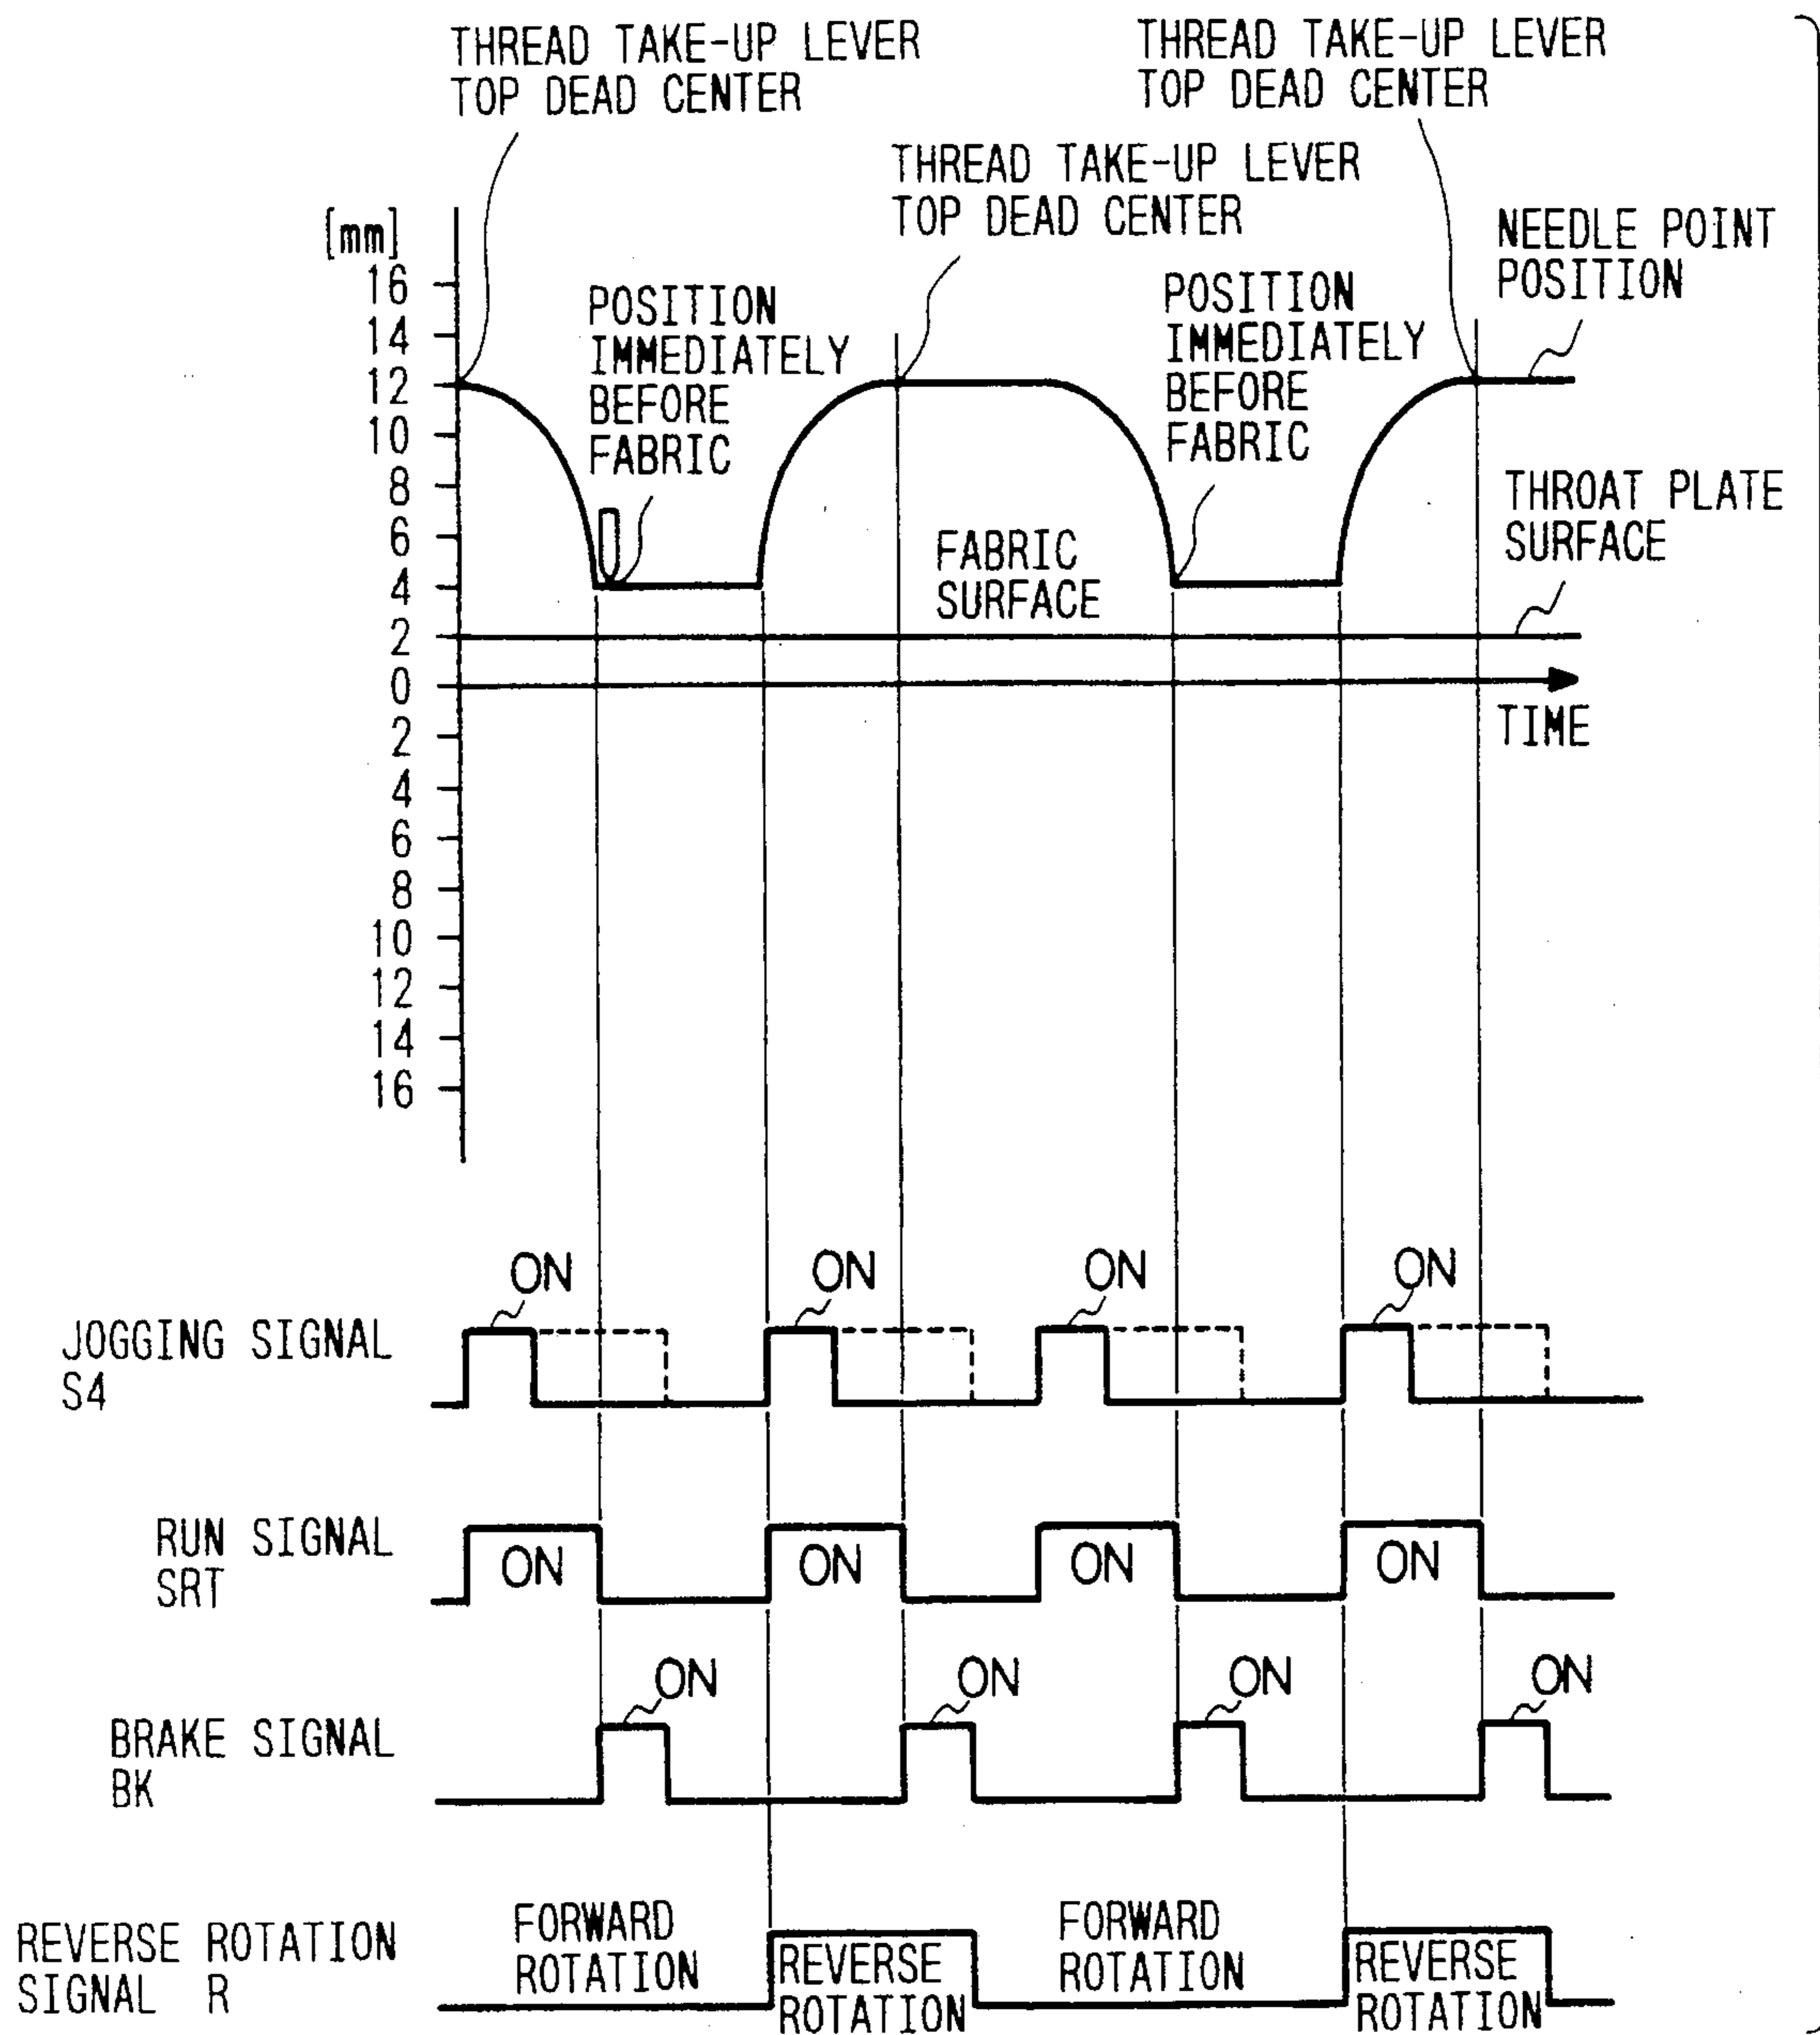 THREAD TAKE-UP LEVER
TOP DEAD CENTER
THREAD TAKE-UP LEVER
TOP DEAD CENTER
THREAD TAKE-UP LEVER
TOP DEAD CENTER
NEEDLE POINT
POSITION
[mm]
16
14
12
10
8
6
4
2
0
2
4
6
8
10
12
14
16
POSITION
IMMEDIATELY
BEFORE
FABRIC
POSITION
IMMEDIATELY
BEFORE
FABRIC
FABRIC
SURFACE
THROAT PLATE
SURFACE
TIME
JOGGING SIGNAL
S4
ON
ON
ON
ON
RUN SIGNAL
SRT
ON
ON
ON
ON
BRAKE SIGNAL
BK
ON
ON
ON
ON
REVERSE ROTATION
SIGNAL R
FORWARD
ROTATION
REVERSE
ROTATION
FORWARD
ROTATION
REVERSE
ROTATION